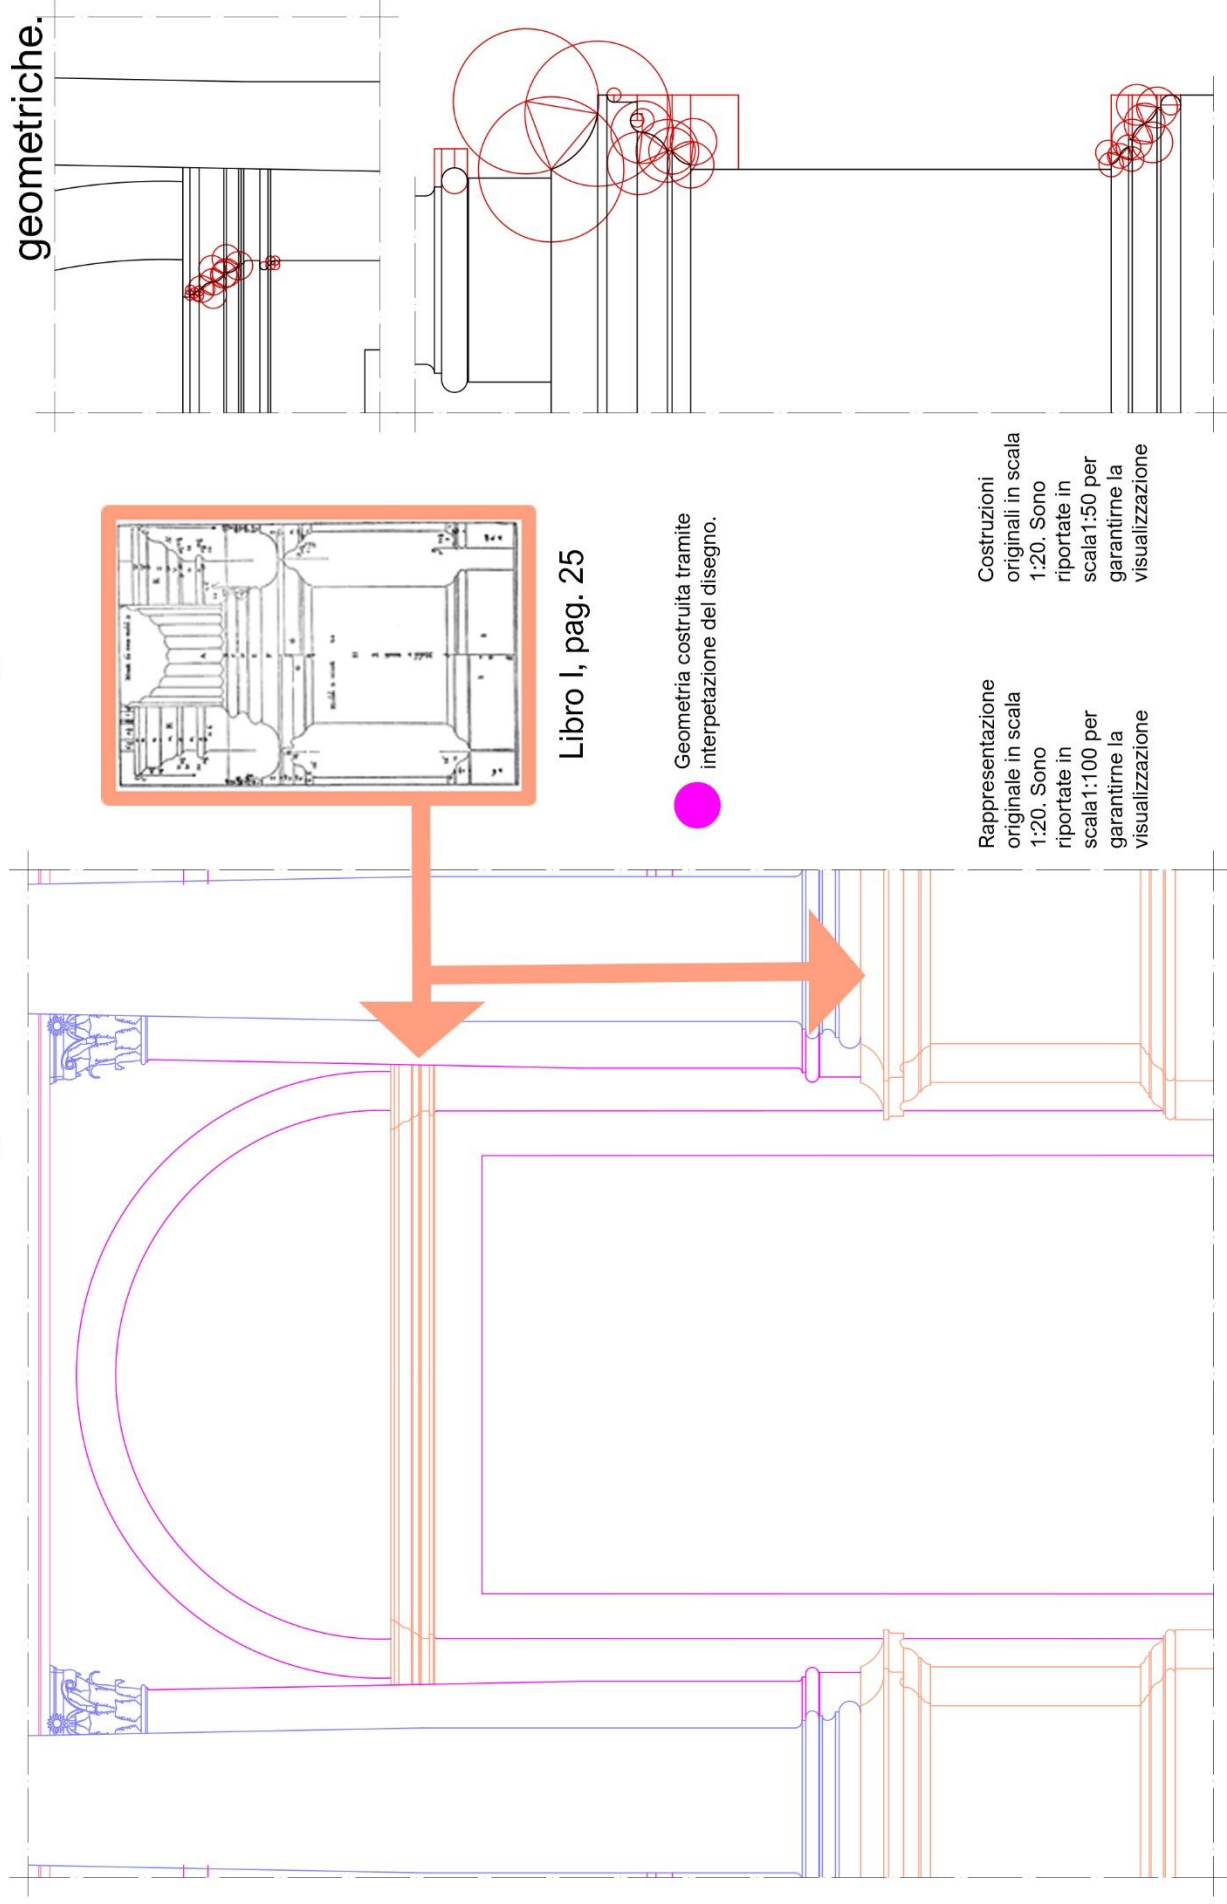 geometriche.
Libro I, pag. 25
Geometria costruita tramite
interpetazione del disegno.
Costruzioni
originali in scala
1:20. Sono
riportate in
scala1:50 per
garantirne la
visualizzazione
Rappresentazione
originale in scala
1:20. Sono
riportate in
scala1:100 per
garantirne la
visualizzazione